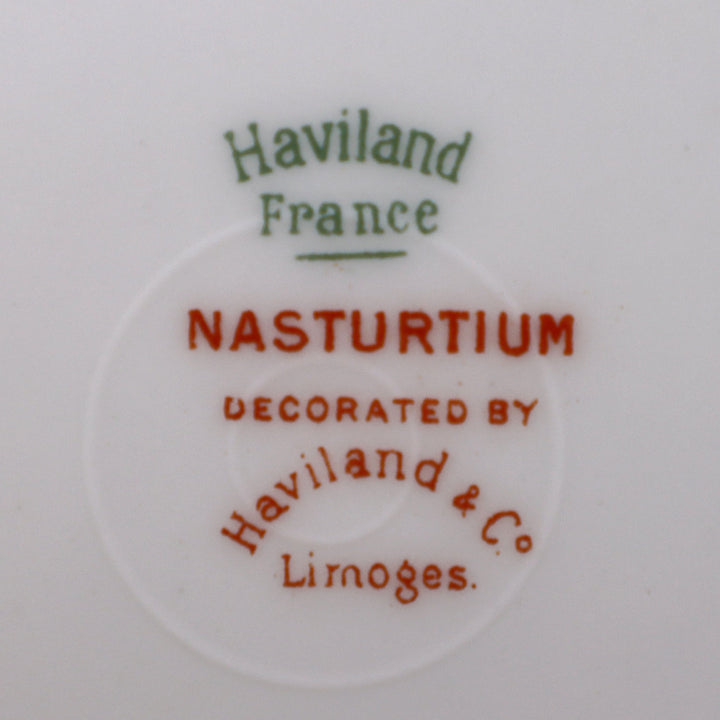 Haviland
France
NASTURTIUM
DECORATED BY
Haviland & Co
Limoges.